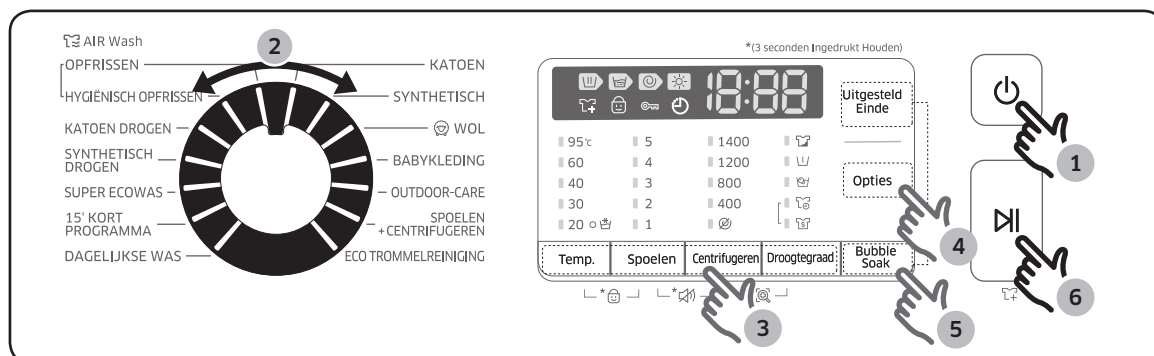 AIR Wash
OPFRISSEN
HYGIËNISCH OPFRISSEN
KATOEN DROGEN
SYNTHETISCH
DROGEN
SUPER ECOWAS
15' KORT
PROGRAMMA
DAGELIJKSE WAS
2
KATOEN
SYNTHETISCH
WOL
BABYKLEDING
OUTDOOR-CARE
SPOELEN
+CENTRIFUGEREN
ECO TROMMELREINIGING
*(3 seconden Ingedrukt Houden)
18:88
95℃ 5 1400
60 4 1200
40 3 800
30 2 400
20 1
Uitgesteld
Einde
Opties
Temp. Spoelen Centrifugeren Droogtegraad Bubble
Soak
* *
1
4
3
5
6